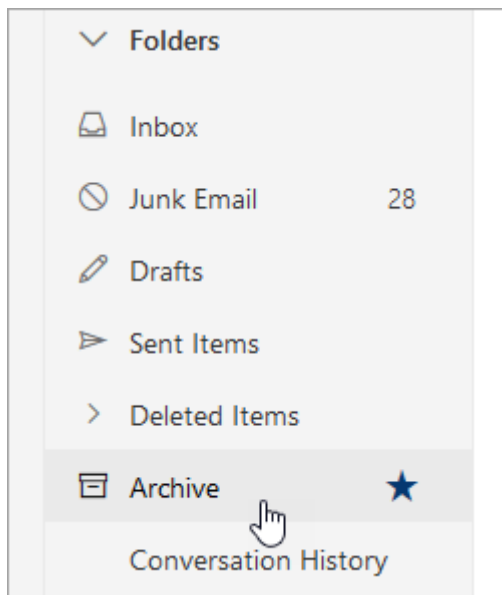 Folders
Inbox
Junk Email 28
Drafts
Sent Items
Deleted Items
Archive
Conversation History